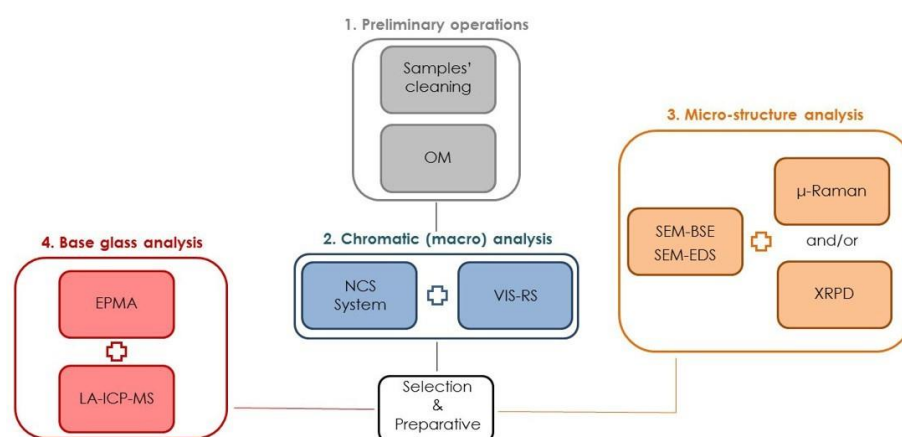 1. Preliminary operations
Samples'
cleaning
OM
2. Chromatic (macro) analysis
NCS
System
VIS-RS
3. Micro-structure analysis
SEM-BSE
SEM-EDS
μ-Raman
and/or
XRPD
4. Base glass analysis
EPMA
LA-ICP-MS
Selection
&
Preparative